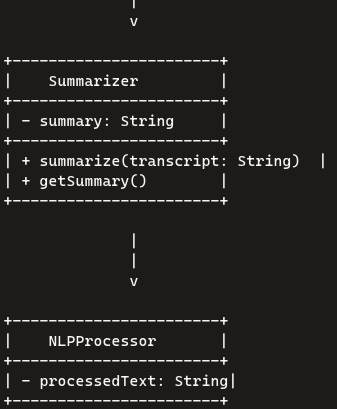 |
v
+----------------------+
|    Summarizer        |
+----------------------+
| - summary: String    |
+----------------------+
| + summarize(transcript: String)  |
| + getSummary()       |
+----------------------+
|
|
v
+----------------------+
|    NLPProcessor      |
+----------------------+
| - processedText: String|
+----------------------+